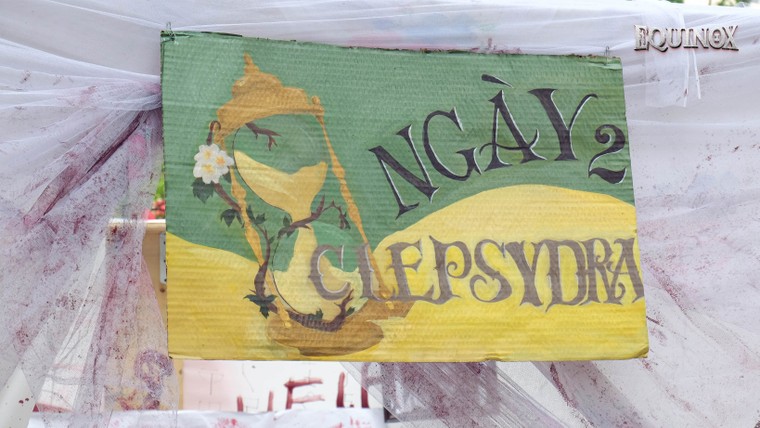 EQUINOX
NGÀY 2
CLEPSYDRA